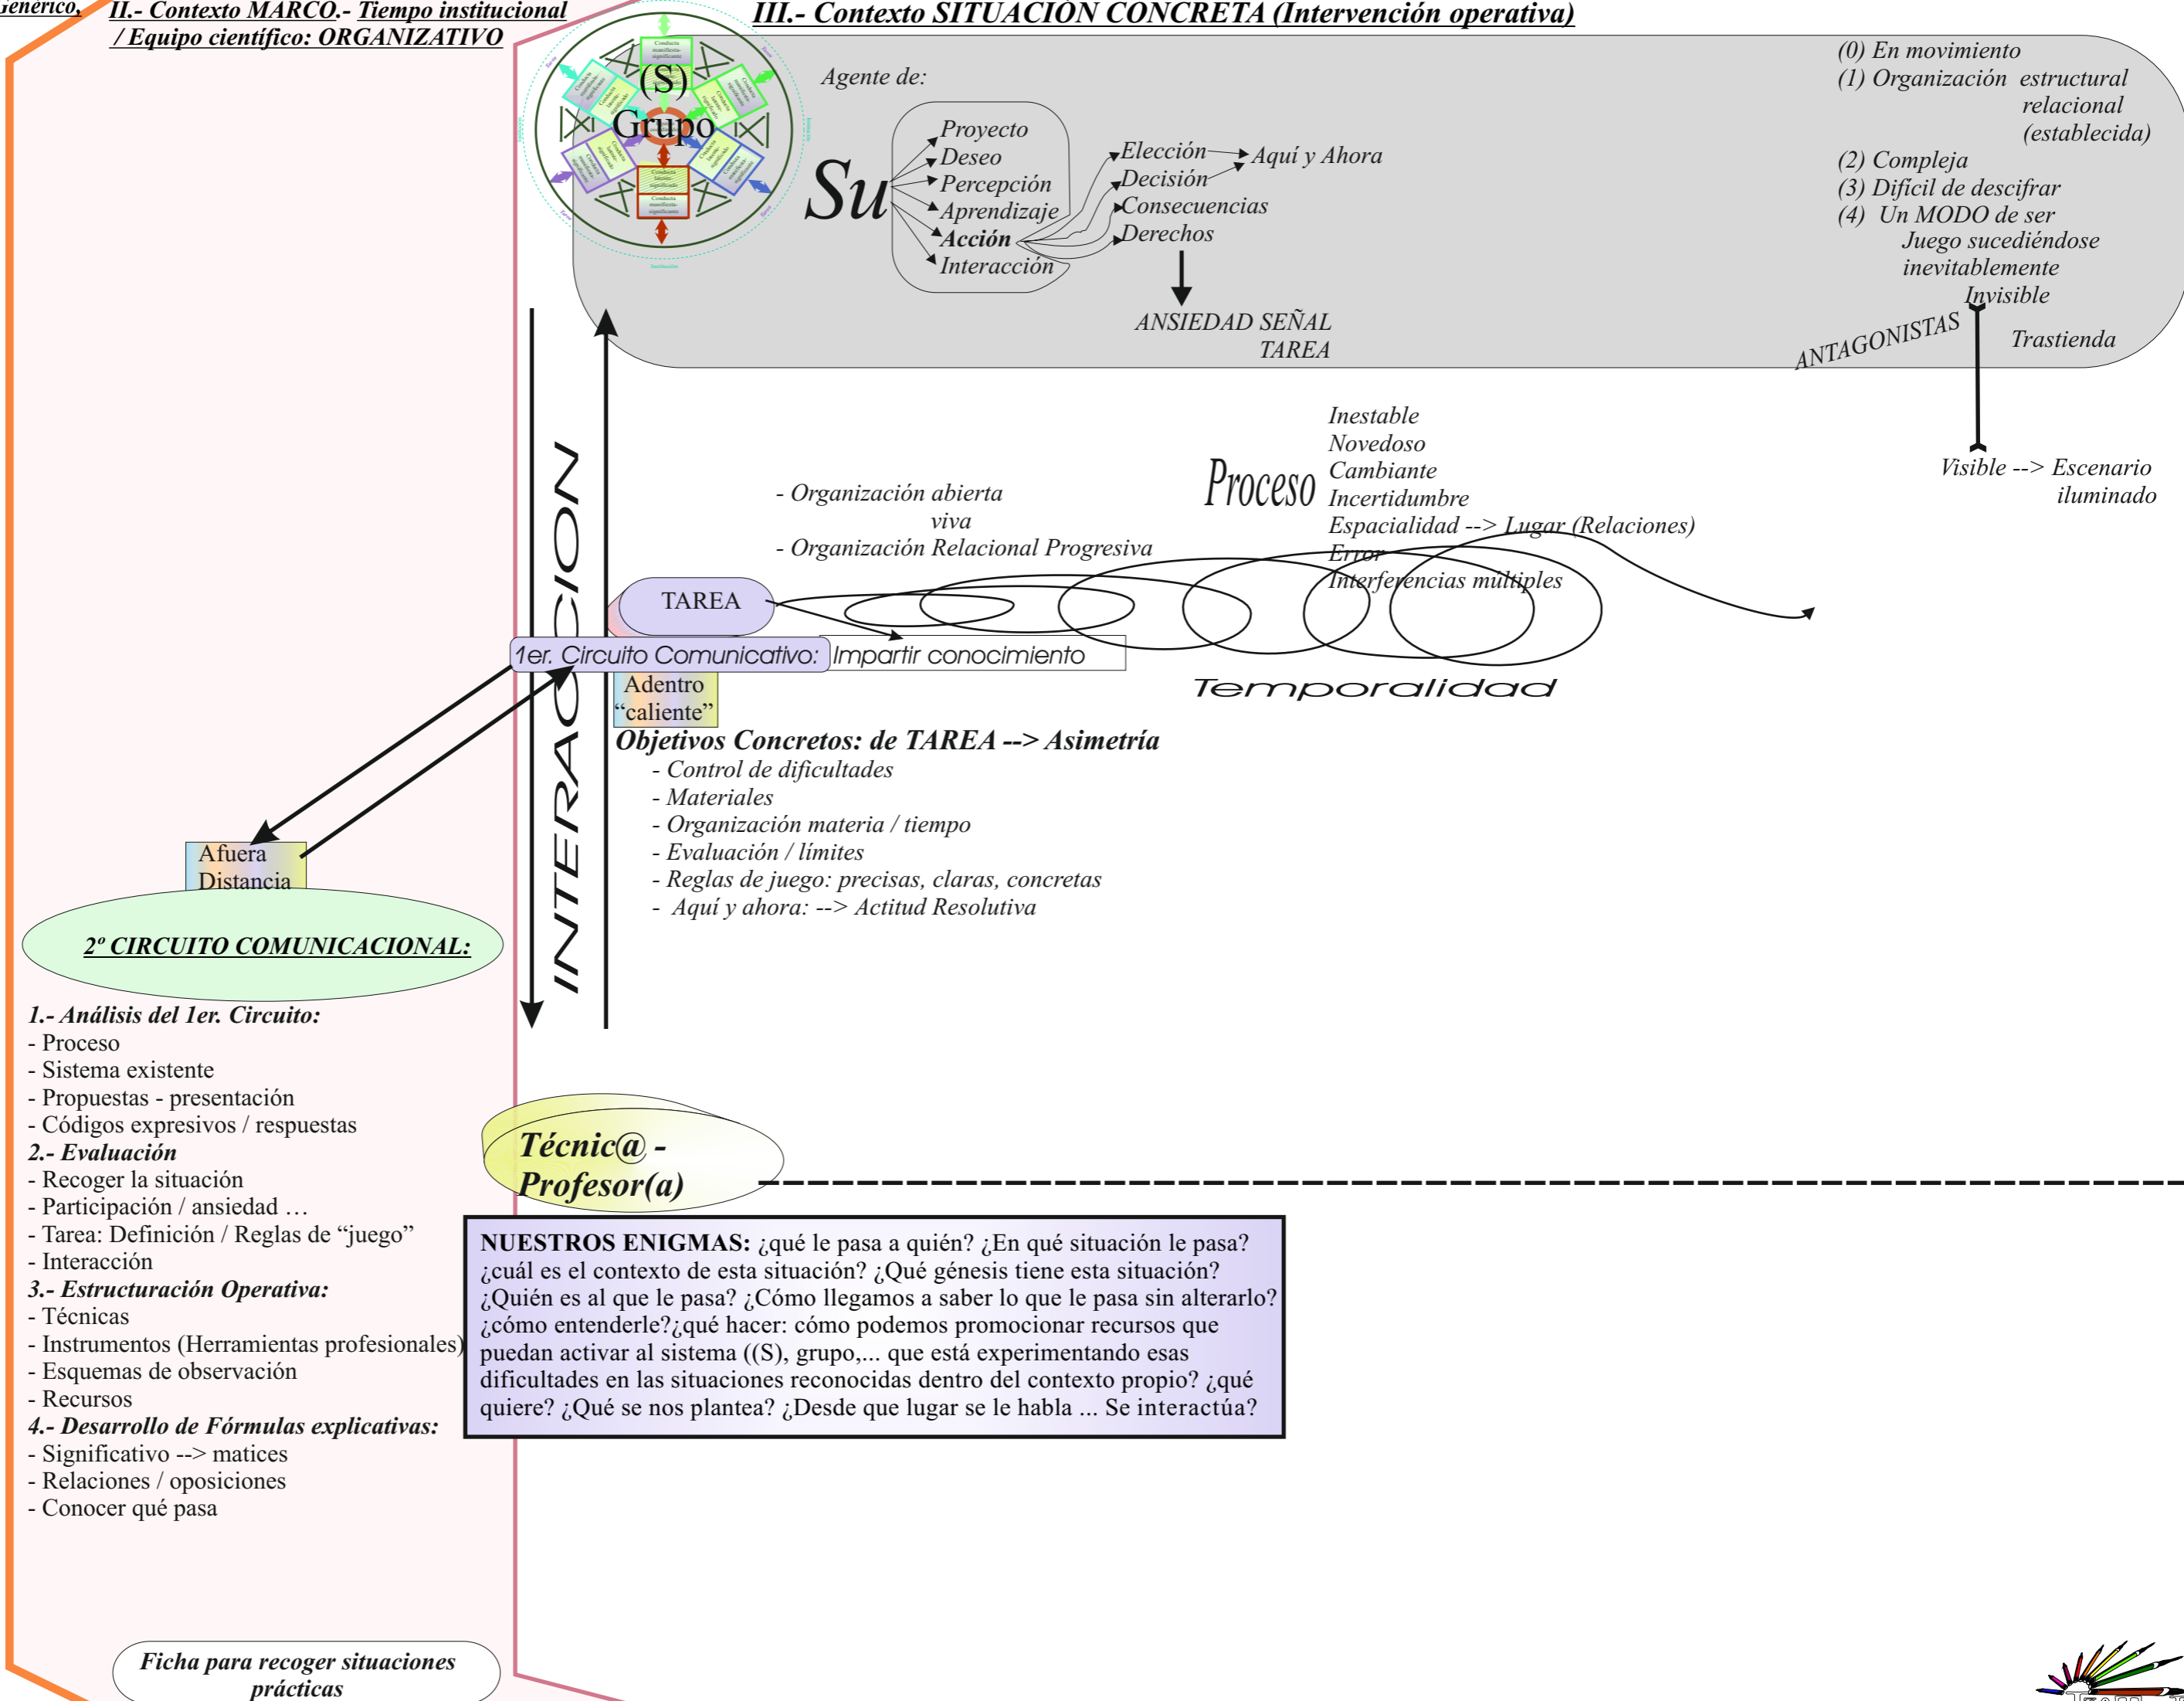 Genérico,
II.- Contexto MARCO.- Tiempo institucional
/ Equipo científico: ORGANIZATIVO
III.- Contexto SITUACIÓN CONCRETA (Intervención operativa)
(S)
Grupo
Conducta
manifiesta-
significante
Conducta
latente-
significado
Conducta
manifiesta-
significante
Institución
Agente de:
Su
Proyecto
Deseo
Percepción
Aprendizaje
Acción
Interacción
Elección
Decisión
Consecuencias
Derechos
Aquí y Ahora
ANSIEDAD SEÑAL
TAREA
(0) En movimiento
(1) Organización estructural
relacional
(establecida)
(2) Compleja
(3) Difícil de descifrar
(4) Un MODO de ser
Juego sucediéndose
inevitablemente
Invisible
ANTAGONISTAS
Trastienda
Visible --> Escenario
iluminado
INTERACCION
- Organización abierta
viva
- Organización Relacional Progresiva
Proceso
Inestable
Novedoso
Cambiante
Incertidumbre
Espacialidad --> Lugar (Relaciones)
Error
Interferencias múltiples
TAREA
1er. Circuito Comunicativo: Impartir conocimiento
Temporalidad
Adentro
“caliente”
Objetivos Concretos: de TAREA --> Asimetría
- Control de dificultades
- Materiales
- Organización materia / tiempo
- Evaluación / límites
- Reglas de juego: precisas, claras, concretas
- Aquí y ahora: --> Actitud Resolutiva
Afuera
Distancia
2º CIRCUITO COMUNICACIONAL:
1.- Análisis del 1er. Circuito:
- Proceso
- Sistema existente
- Propuestas - presentación
- Códigos expresivos / respuestas
2.- Evaluación
- Recoger la situación
- Participación / ansiedad …
- Tarea: Definición / Reglas de “juego”
- Interacción
3.- Estructuración Operativa:
- Técnicas
- Instrumentos (Herramientas profesionales)
- Esquemas de observación
- Recursos
4.- Desarrollo de Fórmulas explicativas:
- Significativo --> matices
- Relaciones / oposiciones
- Conocer qué pasa
Técnic@ -
Profesor(a)
NUESTROS ENIGMAS: ¿qué le pasa a quién? ¿En qué situación le pasa?
¿cuál es el contexto de esta situación? ¿Qué génesis tiene esta situación?
¿Quién es al que le pasa? ¿Cómo llegamos a saber lo que le pasa sin alterarlo?
¿cómo entenderle?¿qué hacer: cómo podemos promocionar recursos que
puedan activar al sistema ((S), grupo,... que está experimentando esas
dificultades en las situaciones reconocidas dentro del contexto propio? ¿qué
quiere? ¿Qué se nos plantea? ¿Desde que lugar se le habla ... Se interactúa?
Ficha para recoger situaciones
prácticas